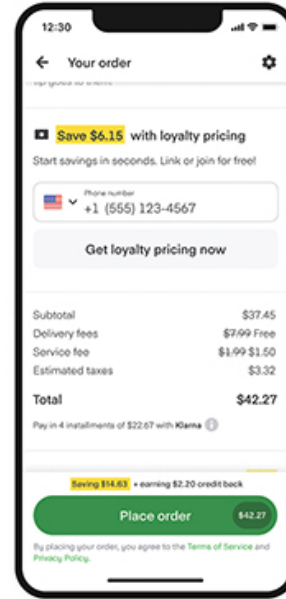 12:30
Your order
up goes to them!
Save $6.15 with loyalty pricing
Start savings in seconds. Link or join for free!
Phone number
+1 (555) 123-4567
Get loyalty pricing now
Subtotal $37.45
Delivery fees $7.99 Free
Service fee $1.99 $1.50
Estimated taxes $3.32
Total $42.27
Pay in 4 installments of $22.67 with Klarna
Saving $14.63 + earning $2.20 credit back
Place order $42.27
By placing your order, you agree to the Terms of Service and
Privacy Policy.